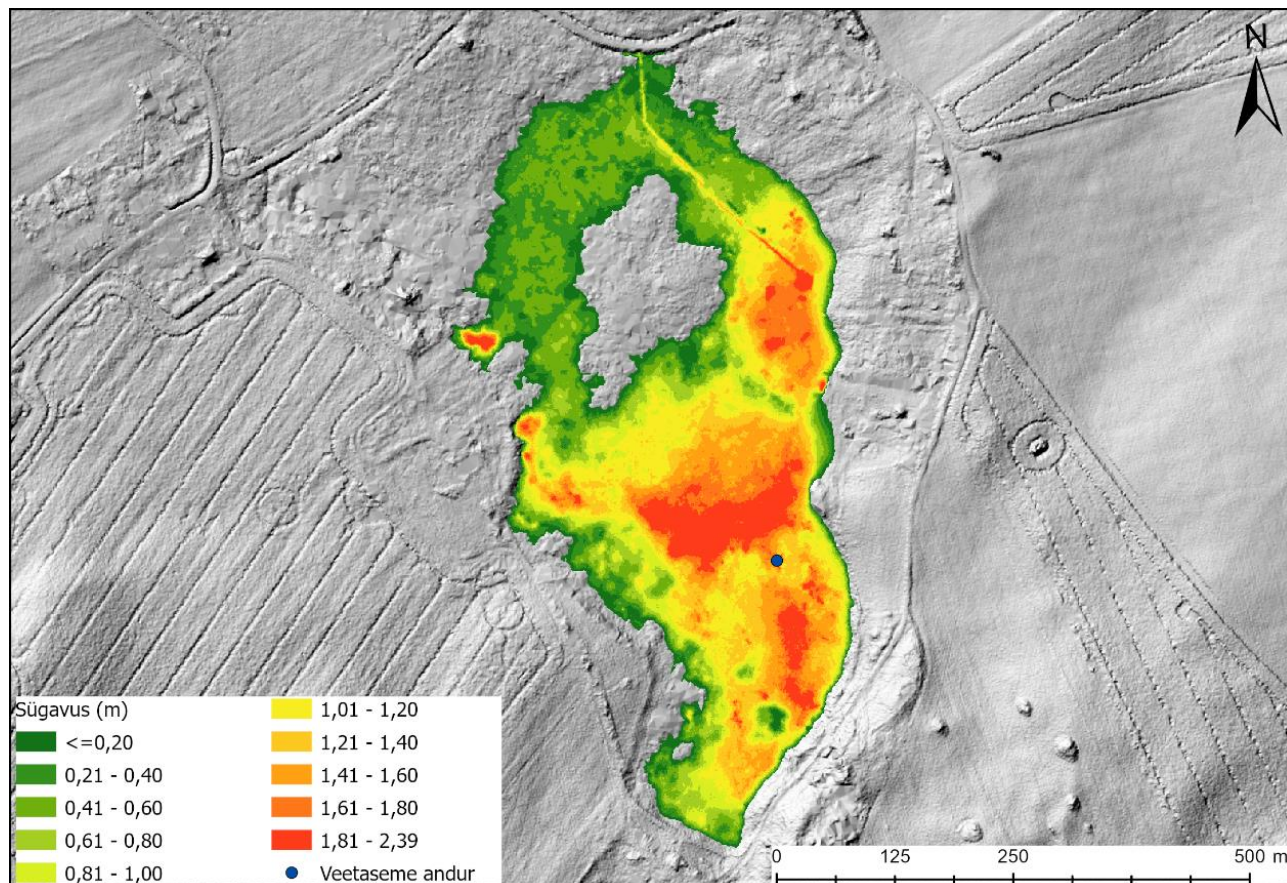 N
Sügavus (m)
<=0,20
0,21 - 0,40
0,41 - 0,60
0,61 - 0,80
0,81 - 1,00
1,01 - 1,20
1,21 - 1,40
1,41 - 1,60
1,61 - 1,80
1,81 - 2,39
Veetaseme andur
0 125 250 500 m